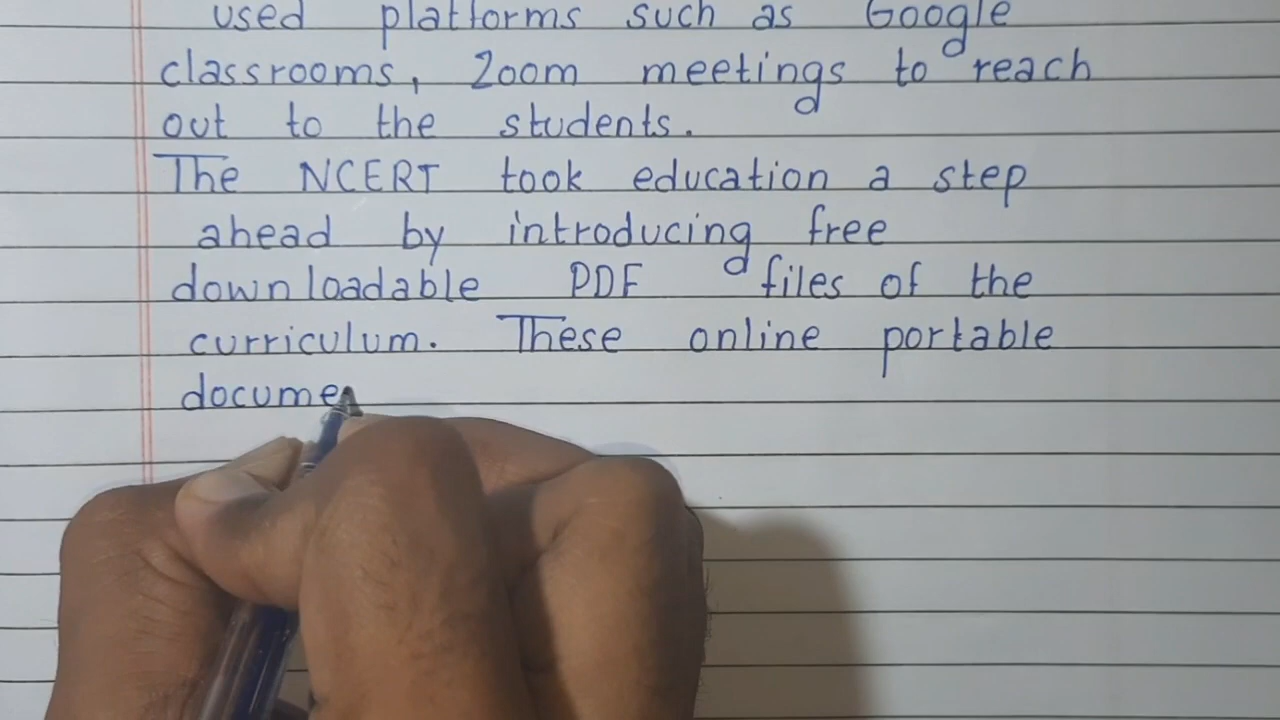 used platforms such as Google
classrooms, Zoom meetings to reach
out to the students.
The NCERT took education a step
ahead by introducing free
downloadable PDF files of the
curriculum. These online portable
docume